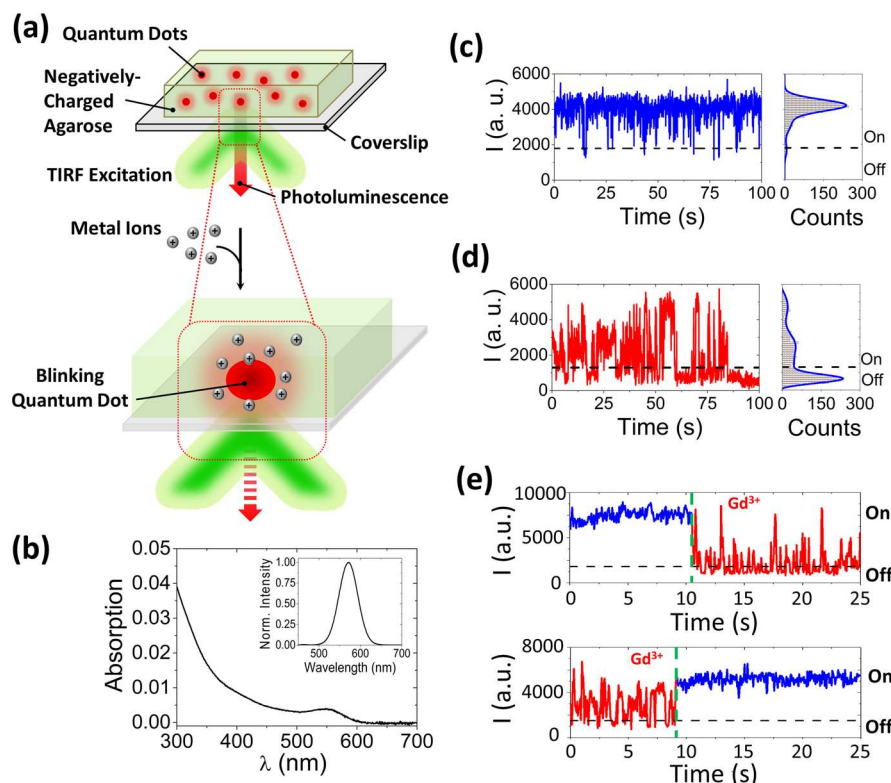 (a)
Quantum Dots
Negatively-
Charged
Agarose
Coverslip
TIRF Excitation
Photoluminescence
Metal Ions
+ + + + + +
Blinking
Quantum Dot
+ + + + + + + + +
(b)
0.05
0.04
0.03
0.02
0.01
0.00
Absorption
300 400 500 600 700
λ (nm)
1.00
0.75
0.50
0.25
0.00
Norm. Intensity
500 600 700
Wavelength (nm)
(c)
6000
4000
2000
0
I (a. u.)
0 25 50 75 100
Time (s)
On
Off
0 100 200 300
Counts
(d)
6000
4000
2000
0
I (a. u.)
0 25 50 75 100
Time (s)
On
Off
0 100 200 300
Counts
(e)
10000
5000
0
I (a.u.)
Gd³⁺
On
Off
0 5 10 15 20 25
Time (s)
8000
4000
0
I (a.u.)
Gd³⁺
On
Off
0 5 10 15 20 25
Time (s)